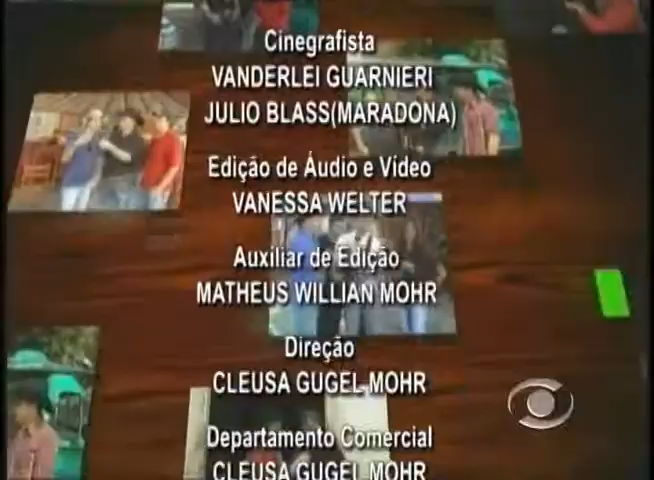 Cinegrafista
VANDERLEI GUARNIERI
JULIO BLASS(MARADONA)
Edição de Áudio e Vídeo
VANESSA WELTER
Auxiliar de Edição
MATHEUS WILLIAN MOHR
Direção
CLEUSA GUGEL MOHR
Departamento Comercial
CLEUSA GUGEL MOHR